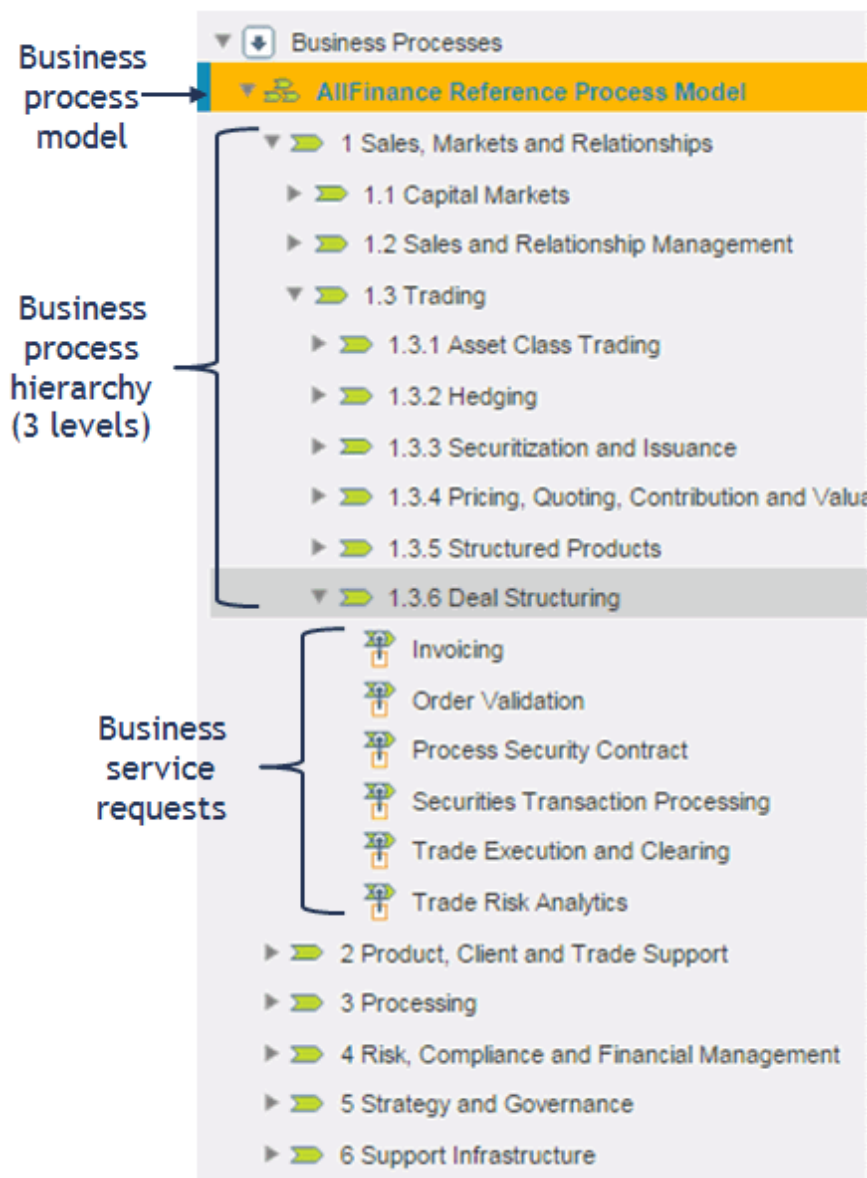 Business Processes
Business
process
model
AllFinance Reference Process Model
1 Sales, Markets and Relationships
1.1 Capital Markets
1.2 Sales and Relationship Management
1.3 Trading
Business
process
hierarchy
(3 levels)
1.3.1 Asset Class Trading
1.3.2 Hedging
1.3.3 Securitization and Issuance
1.3.4 Pricing, Quoting, Contribution and Valua
1.3.5 Structured Products
1.3.6 Deal Structuring
Business
service
requests
Invoicing
Order Validation
Process Security Contract
Securities Transaction Processing
Trade Execution and Clearing
Trade Risk Analytics
2 Product, Client and Trade Support
3 Processing
4 Risk, Compliance and Financial Management
5 Strategy and Governance
6 Support Infrastructure